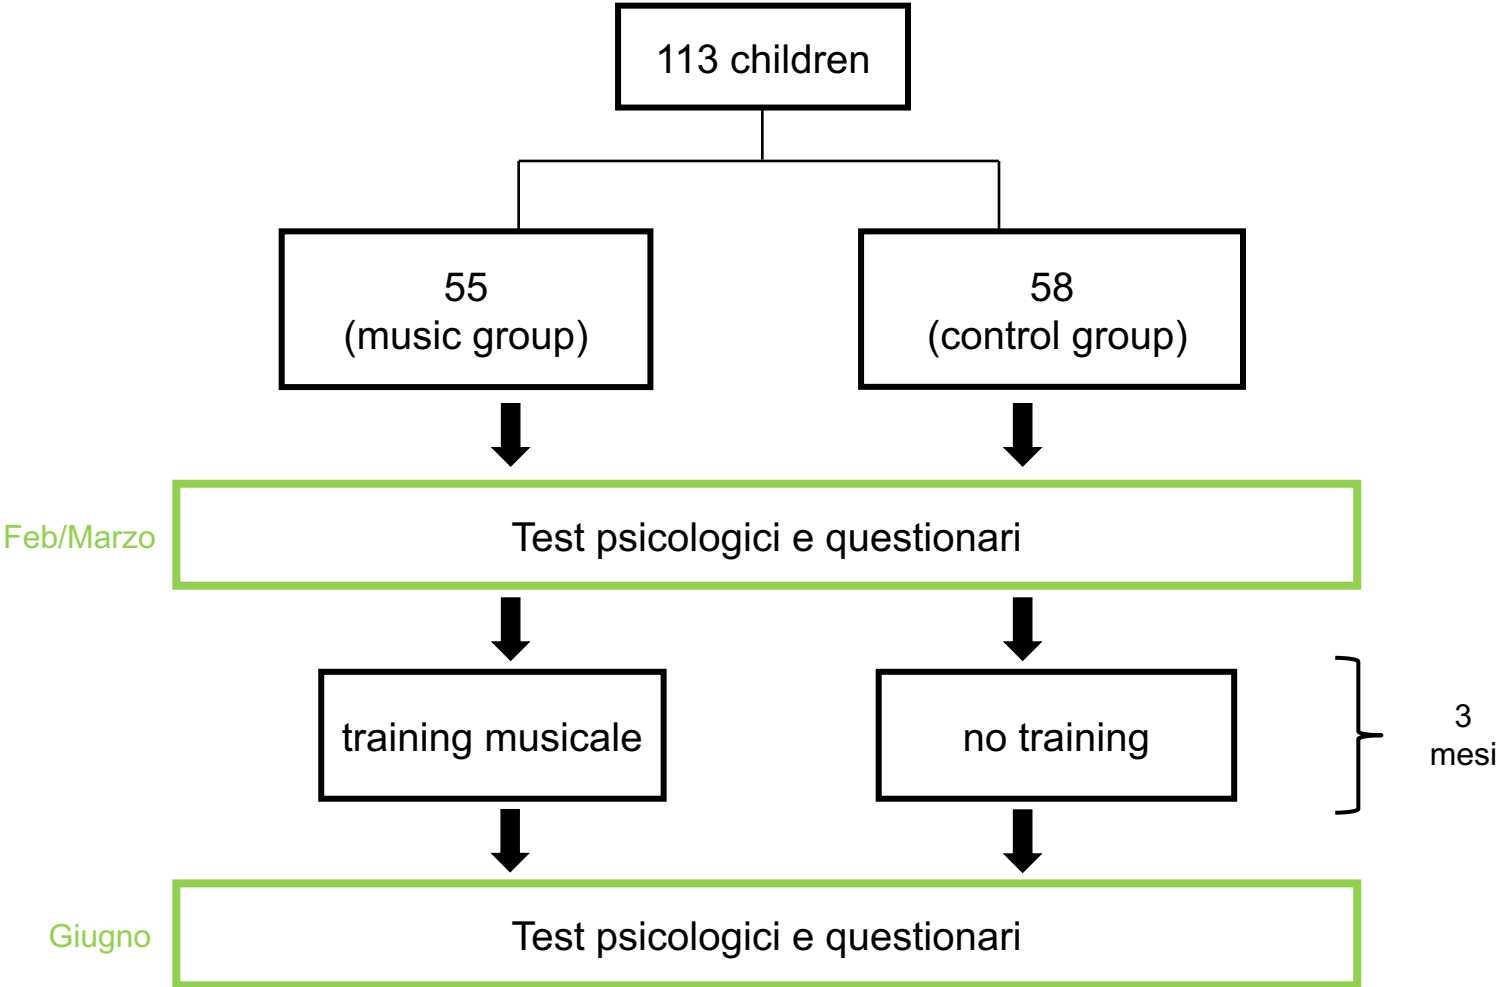 113 children
55
(music group)
58
(control group)
Feb/Marzo
Test psicologici e questionari
training musicale
no training
3
mesi
Giugno
Test psicologici e questionari